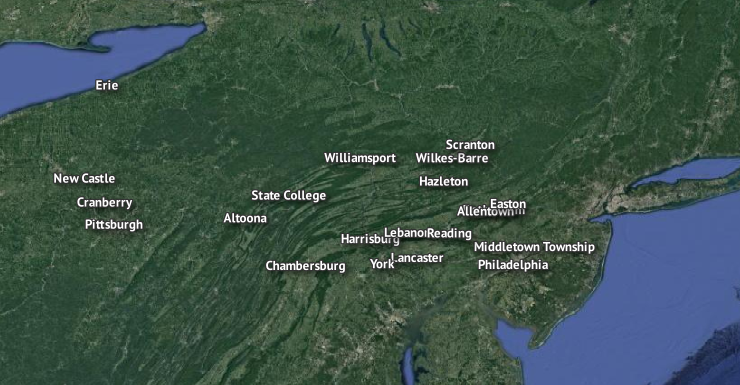 Erie
Scranton
Williamsport
Wilkes-Barre
New Castle
Hazleton
State College
Cranberry
Easton
Allentown
Altoona
Pittsburgh
Lebanon
Reading
Harrisburg
Middletown Township
Lancaster
York
Chambersburg
Philadelphia